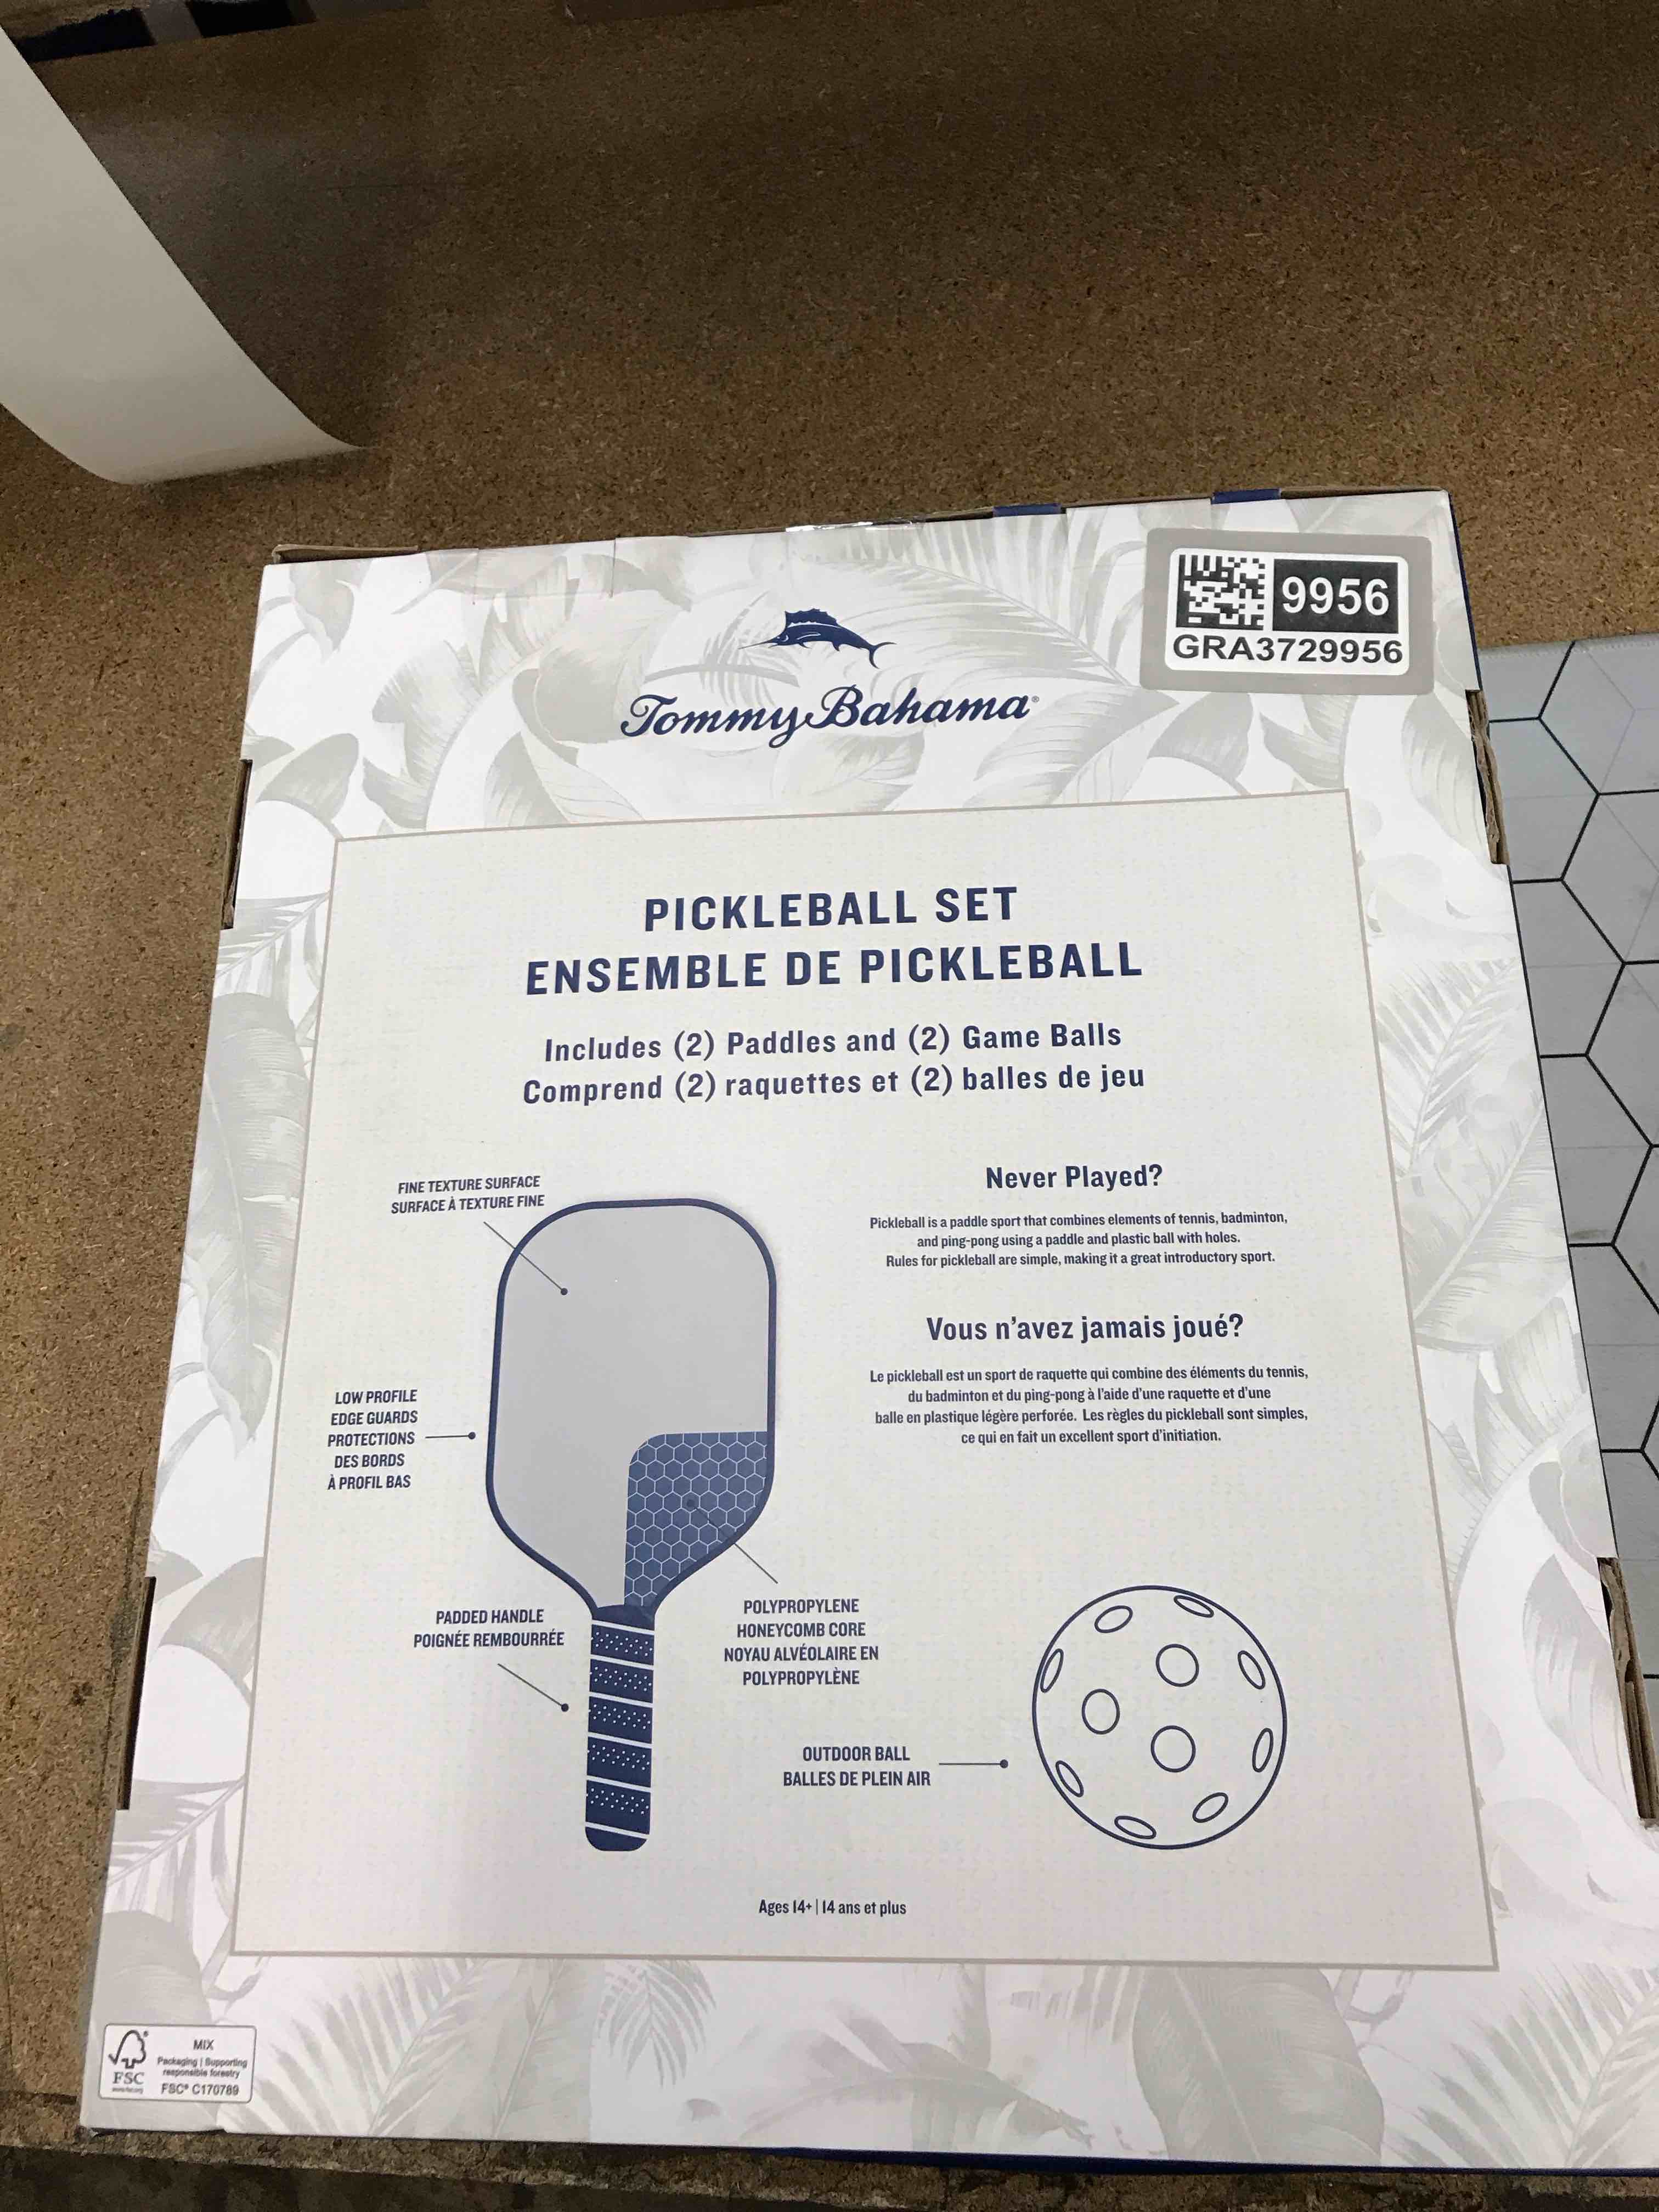 9956
GRA3729956
Tommy Bahama®
PICKLEBALL SET
ENSEMBLE DE PICKLEBALL
Includes (2) Paddles and (2) Game Balls
Comprend (2) raquettes et (2) balles de jeu
FINE TEXTURE SURFACE
SURFACE À TEXTURE FINE
LOW PROFILE
EDGE GUARDS
PROTECTIONS
DES BORDS
À PROFIL BAS
PADDED HANDLE
POIGNÉE REMBOURRÉE
POLYPROPYLENE
HONEYCOMB CORE
NOYAU ALVÉOLAIRE EN
POLYPROPYLÈNE
Never Played?
Pickleball is a paddle sport that combines elements of tennis, badminton,
and ping-pong using a paddle and plastic ball with holes.
Rules for pickleball are simple, making it a great introductory sport.
Vous n'avez jamais joué?
Le pickleball est un sport de raquette qui combine des éléments du tennis,
du badminton et du ping-pong à l'aide d'une raquette et d'une
balle en plastique légère perforée. Les règles du pickleball sont simples,
ce qui en fait un excellent sport d'initiation.
OUTDOOR BALL
BALLES DE PLEIN AIR
Ages 14+ | 14 ans et plus
FSC
MIX
Packaging | Supporting
responsible forestry
FSC® C170789